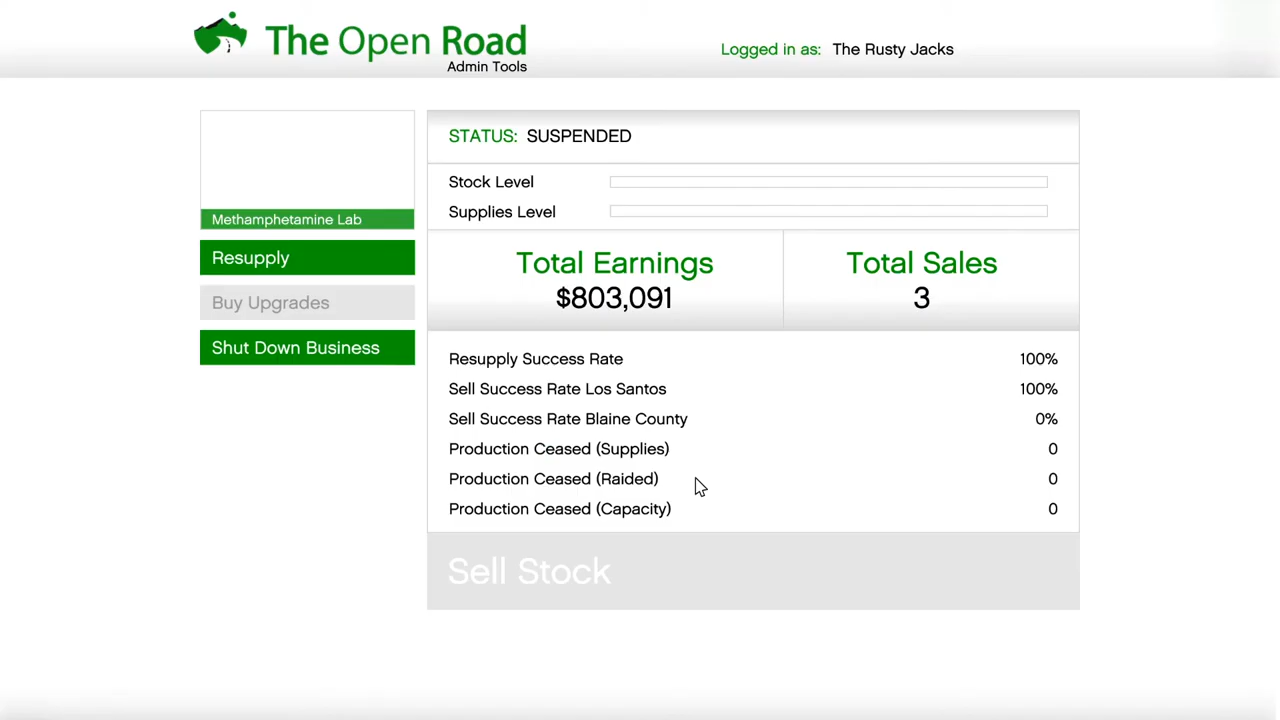 The Open Road
Admin Tools
Logged in as: The Rusty Jacks
Methamphetamine Lab
Resupply
Buy Upgrades
Shut Down Business
STATUS: SUSPENDED
Stock Level
Supplies Level
Total Earnings
$803,091
Total Sales
3
Resupply Success Rate 100%
Sell Success Rate Los Santos 100%
Sell Success Rate Blaine County 0%
Production Ceased (Supplies) 0
Production Ceased (Raided) 0
Production Ceased (Capacity) 0
Sell Stock